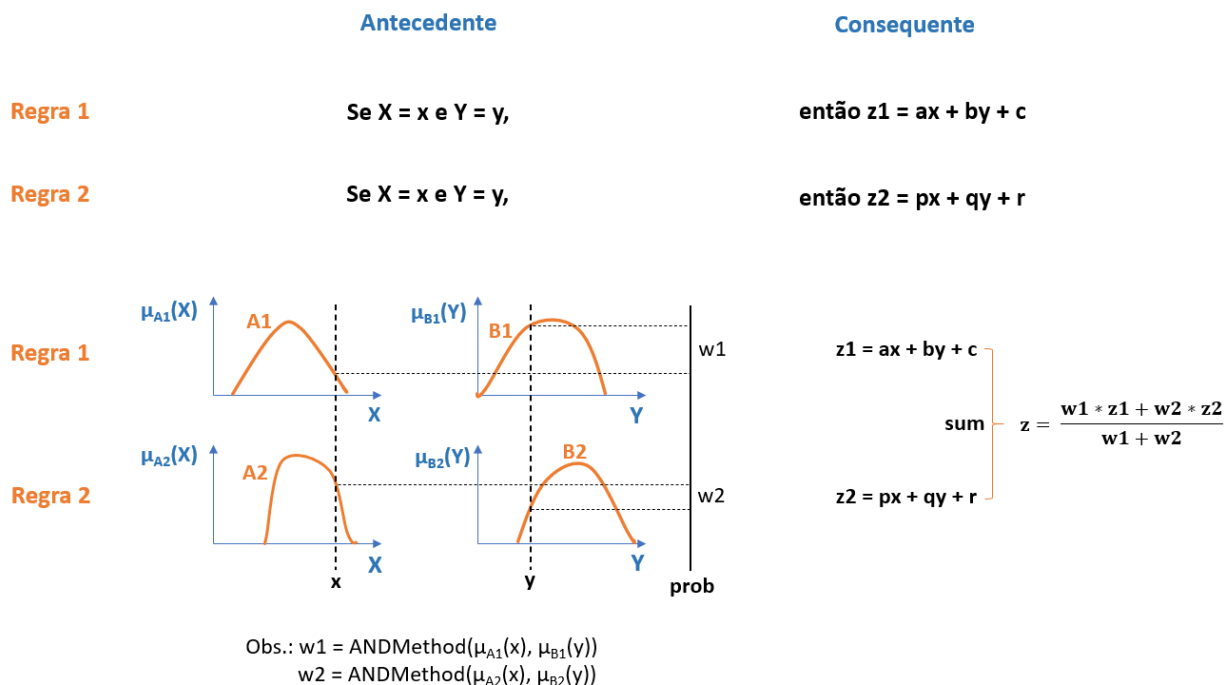 Antecedente Consequente
Regra 1 Se X = x e Y = y, então z1 = ax + by + c
Regra 2 Se X = x e Y = y, então z2 = px + qy + r
μA1(X) A1 μB1(Y) B1
Regra 1 w1 z1 = ax + by + c
X Y
sum z = (w1 * z1 + w2 * z2) / (w1 + w2)
μA2(X) A2 μB2(Y) B2
Regra 2 w2 z2 = px + qy + r
X Y
x y prob
Obs.: w1 = ANDMethod(μA1(x), μB1(y))
w2 = ANDMethod(μA2(x), μB2(y))